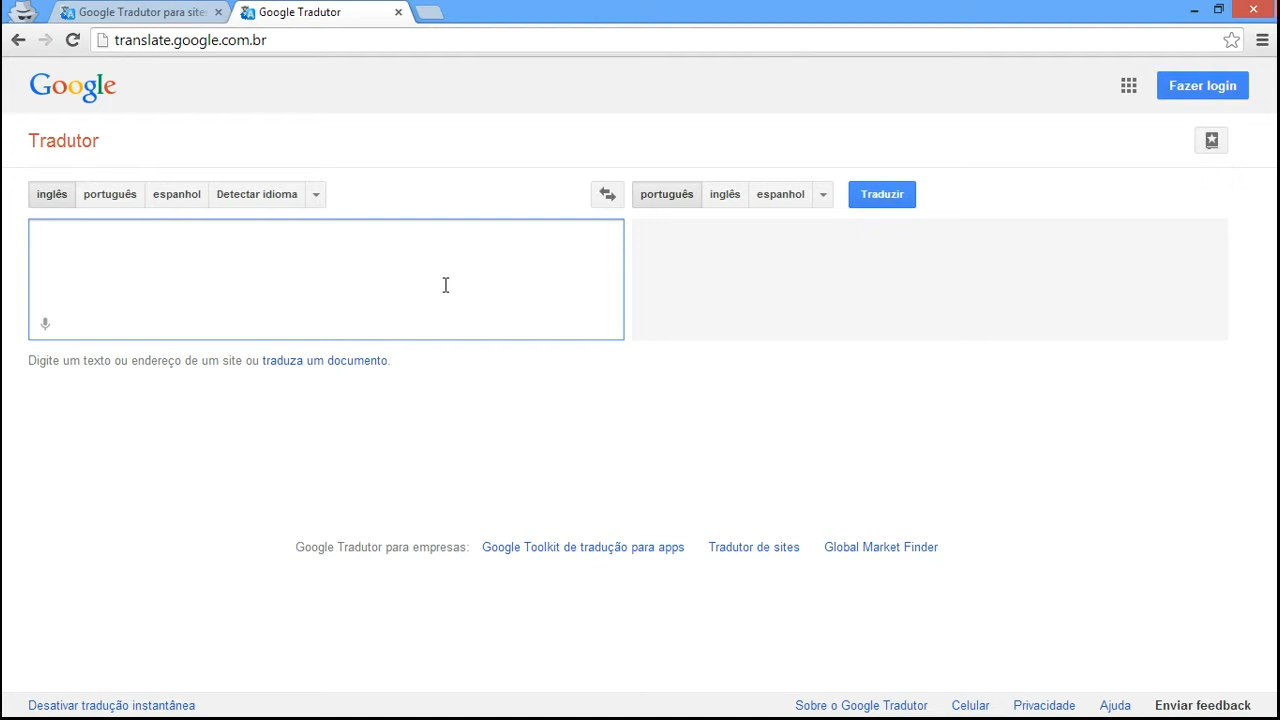 Google Tradutor para site
Google Tradutor
translate.google.com.br
Google
Fazer login
Tradutor
inglês português espanhol Detectar idioma
português inglês espanhol Traduzir
Digite um texto ou endereço de um site ou traduza um documento.
Google Tradutor para empresas: Google Toolkit de tradução para apps Tradutor de sites Global Market Finder
Desativar tradução instantânea Sobre o Google Tradutor Celular Privacidade Ajuda Enviar feedback